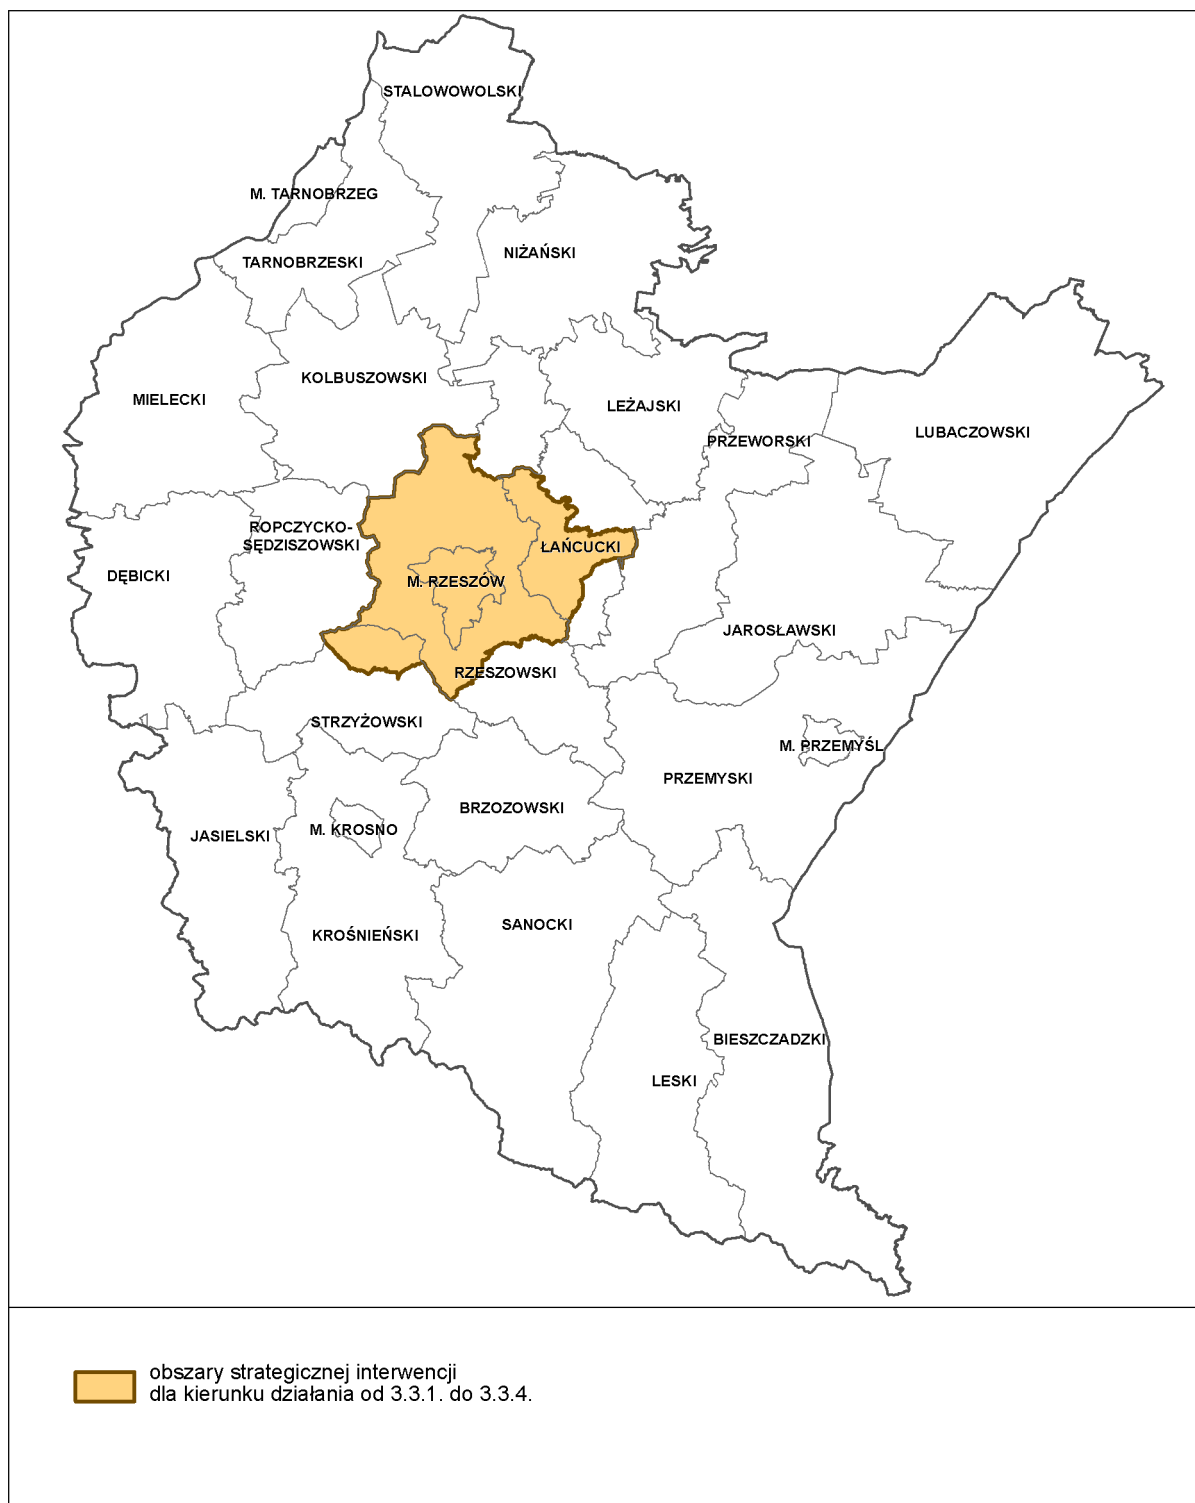 STALOWOWOLSKI
M. TARNOBRZEG
NIŻAŃSKI
TARNOBRZESKI
KOLBUSZOWSKI
MIELECKI
LEŻAJSKI
LUBACZOWSKI
PRZEWORSKI
ROPCZYCKO-
SĘDZISZOWSKI
ŁAŃCUCKI
DĘBICKI
M. RZESZÓW
JAROSŁAWSKI
RZESZOWSKI
STRZYŻOWSKI
M. PRZEMYŚL
PRZEMYSKI
BRZOZOWSKI
M. KROSNO
JASIELSKI
SANOCKI
KROŚNIEŃSKI
BIESZCZADZKI
LESKI
obszary strategicznej interwencji
dla kierunku działania od 3.3.1. do 3.3.4.